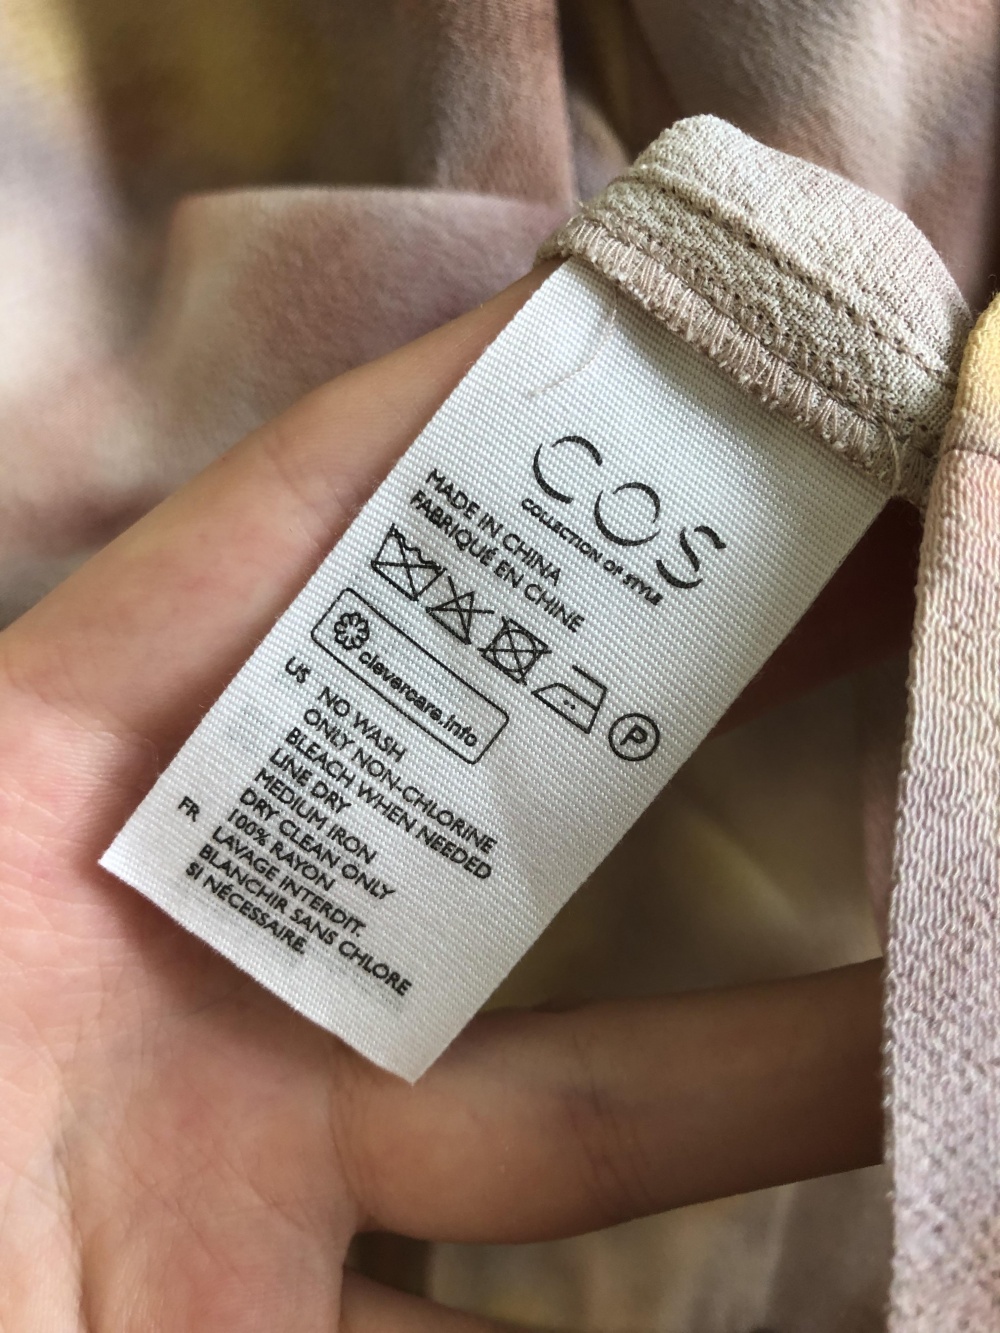 COS
COLLECTION OF STYLE
MADE IN CHINA
FABRIQUÉ EN CHINE
P
clevercare.info
US NO WASH
ONLY NON-CHLORINE
BLEACH WHEN NEEDED
LINE DRY
MEDIUM IRON
DRY CLEAN ONLY
100% RAYON
FR LAVAGE INTERDIT.
BLANCHIR SANS CHLORE
SI NÉCESSAIRE.